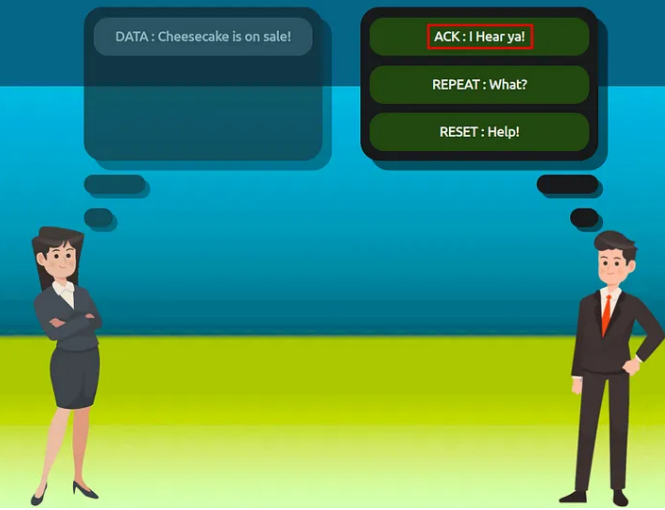 DATA : Cheesecake is on sale!
ACK : I Hear ya!
REPEAT : What?
RESET : Help!